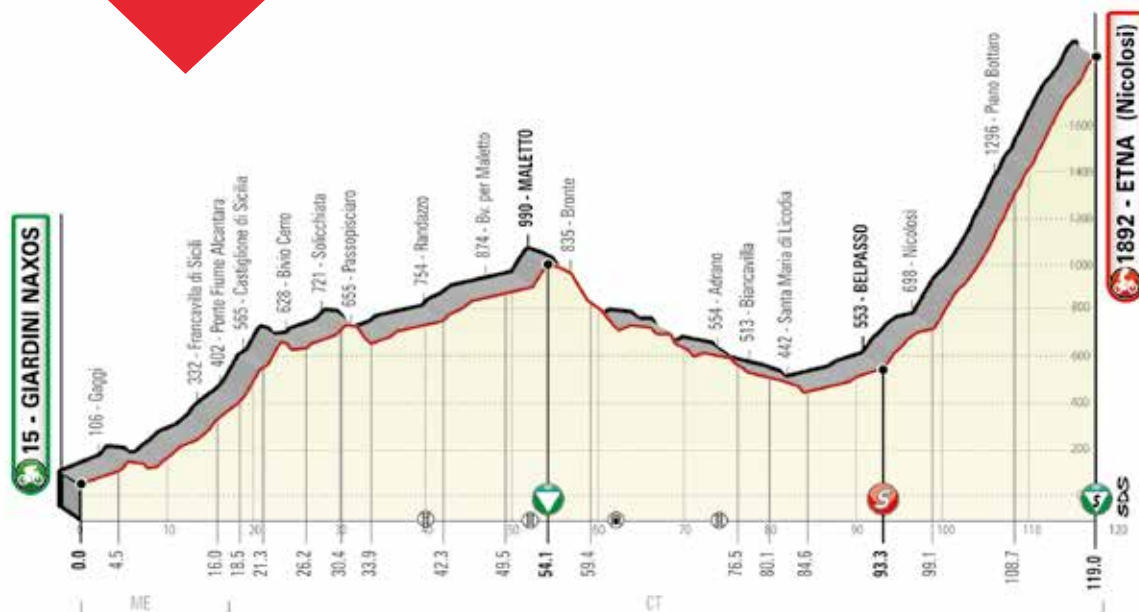 15 - GIARDINI NAXOS
106 - Gaggi
332 - Francavilla di Sicili
402 - Ponte Fiume Alcantara
565 - Castiglione di Sicilia
628 - Bivio Cerro
721 - Solicchiata
655 - Passopisciaro
754 - Randazzo
874 - Bv. per Maletto
990 - MALETTO
835 - Bronte
554 - Adrano
513 - Biancavilla
442 - Santa Maria di Licodia
553 - BELPASSO
698 - Nicolosi
1296 - Piano Bottaro
1892 - ETNA (Nicolosi)
1600
1400
1200
1000
800
600
400
200
S
S
SDS
10
20
30
40
50
60
70
80
90
100
110
120
0.0
4.5
16.0
18.5
21.3
26.2
30.4
33.9
42.3
49.5
54.1
59.4
76.5
80.1
84.6
93.3
99.1
108.7
119.0
ME
CT